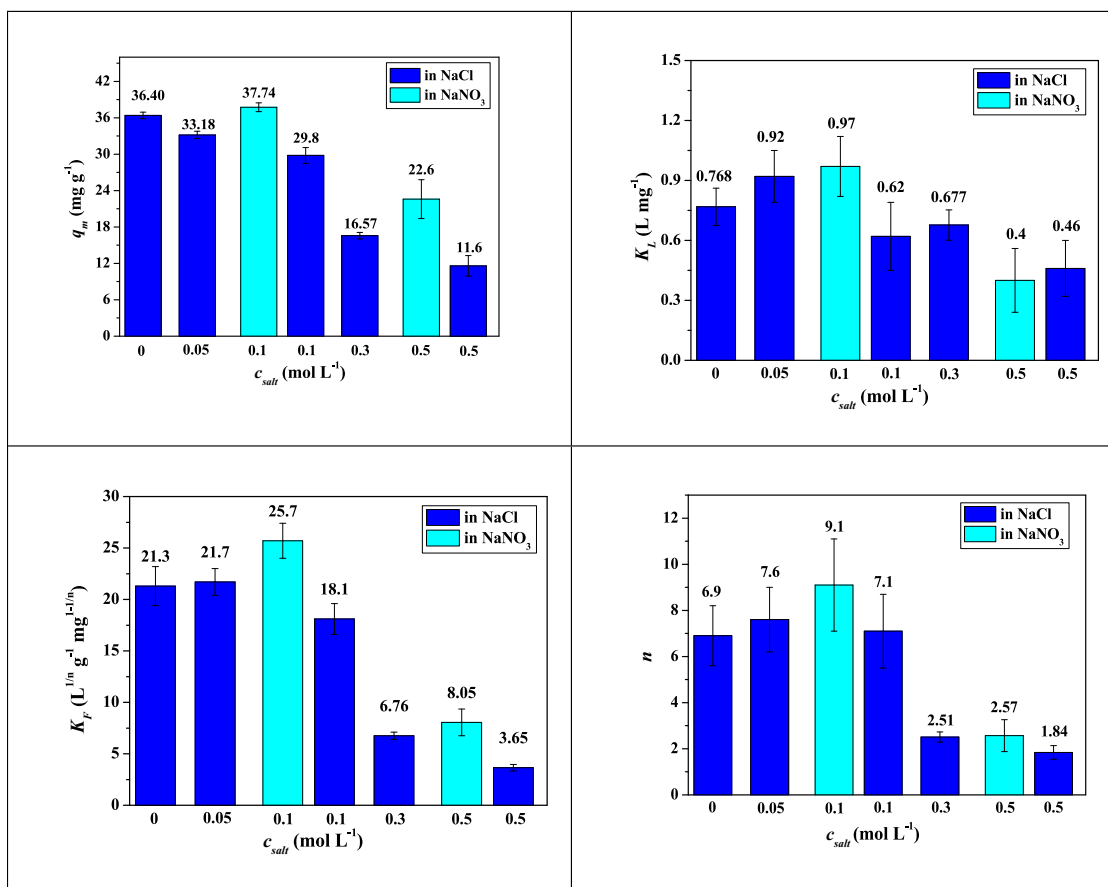 in NaCl
in NaNO3
42
36
30
24
18
12
6
0
36.40
33.18
37.74
29.8
16.57
22.6
11.6
qm (mg g-1)
0 0.05 0.1 0.1 0.3 0.5 0.5
csalt (mol L-1)
in NaCl
in NaNO3
1.5
1.2
0.9
0.6
0.3
0.0
0.768
0.92
0.97
0.62
0.677
0.4
0.46
KL (L mg-1)
0 0.05 0.1 0.1 0.3 0.5 0.5
csalt (mol L-1)
in NaCl
in NaNO3
30
25
20
15
10
5
0
21.3
21.7
25.7
18.1
6.76
8.05
3.65
KF (L1/n g-1 mg1-1/n)
0 0.05 0.1 0.1 0.3 0.5 0.5
csalt (mol L-1)
in NaCl
in NaNO3
12
10
8
6
4
2
0
6.9
7.6
9.1
7.1
2.51
2.57
1.84
n
0 0.05 0.1 0.1 0.3 0.5 0.5
csalt (mol L-1)